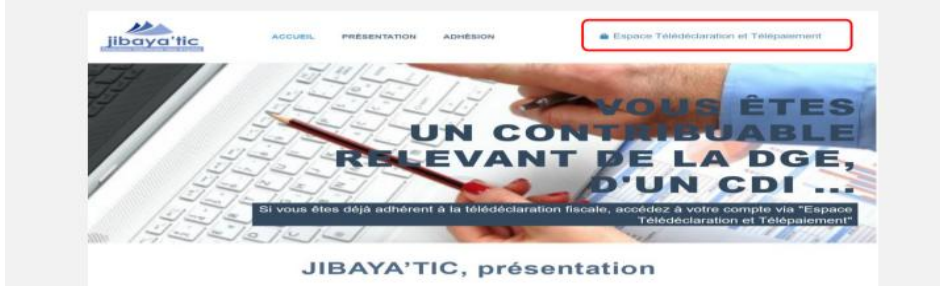 jibaya'tic
ACCUEIL PRÉSENTATION ADHÉSION Espace Télédéclaration et Télépaiement
VOUS ÊTES
UN CONTRIBUABLE
RELEVANT DE LA DGE,
D'UN CDI ...
Si vous êtes déjà adhérent à la télédéclaration fiscale, accédez à votre compte via "Espace
Télédéclaration et Télépaiement"
JIBAYA'TIC, présentation